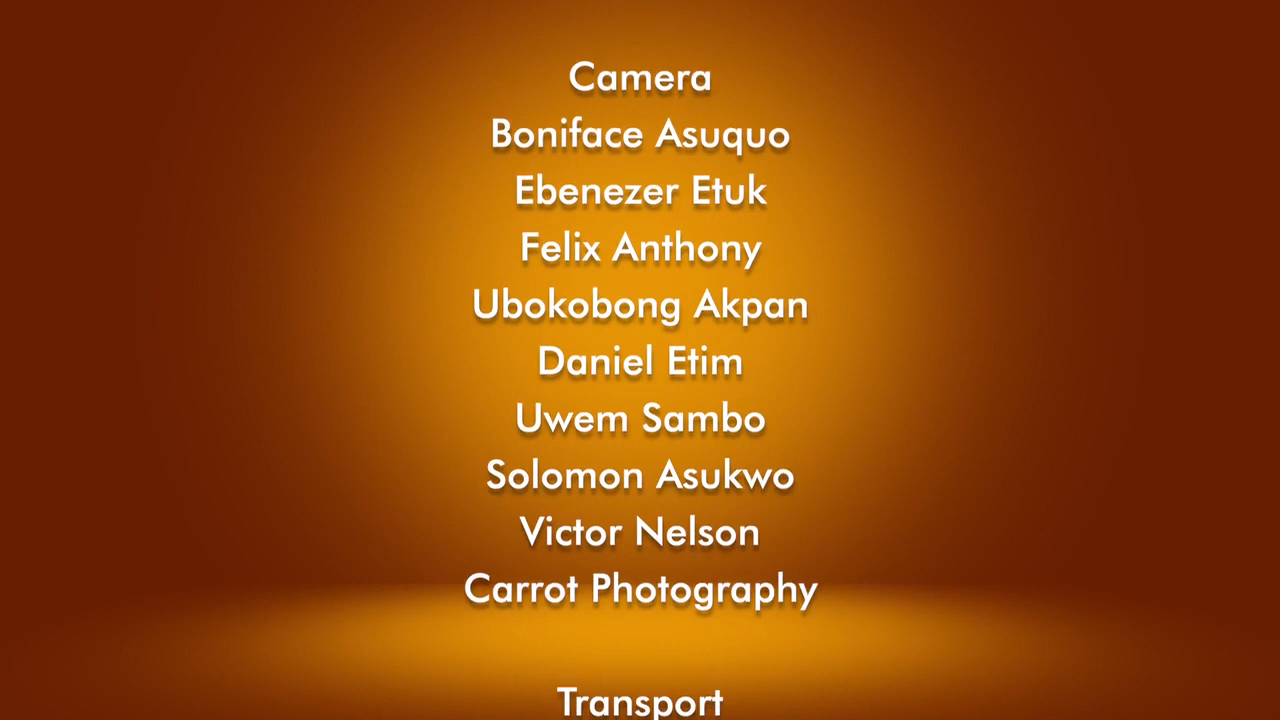 Camera
Boniface Asuquo
Ebenezer Etuk
Felix Anthony
Ubokobong Akpan
Daniel Etim
Uwem Sambo
Solomon Asukwo
Victor Nelson
Carrot Photography
Transport